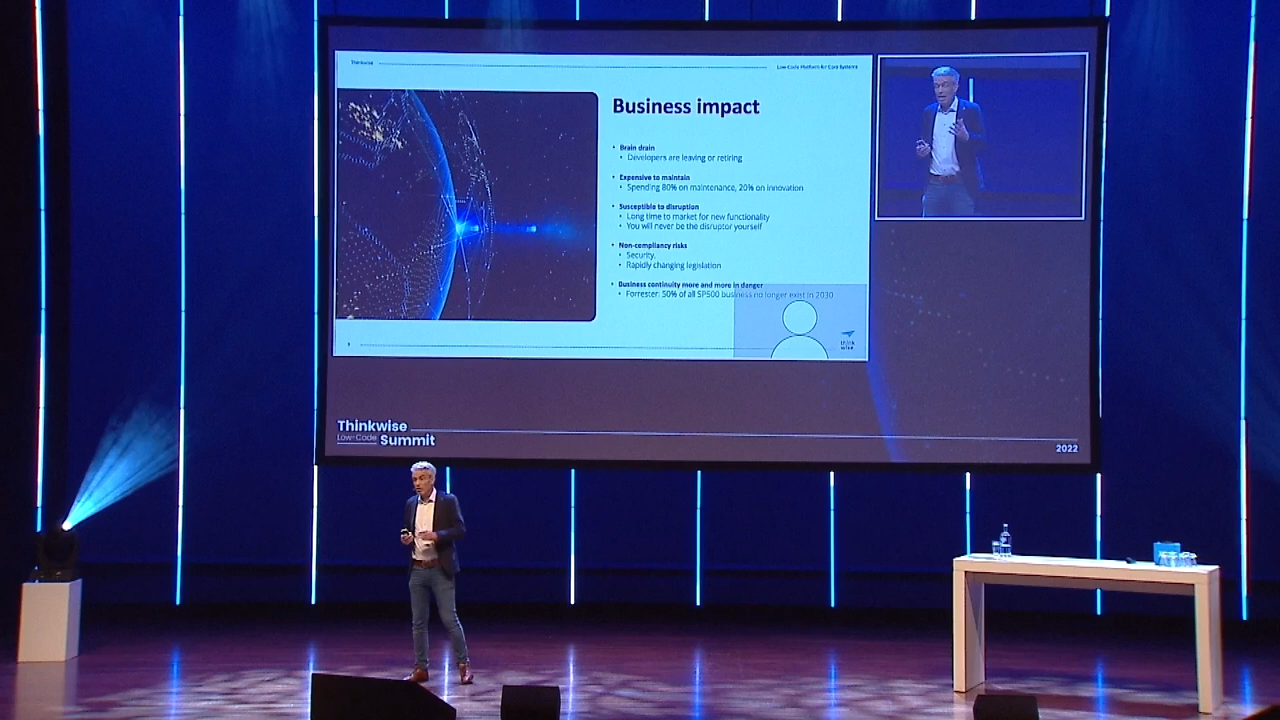 Thinkwise
Low-Code Platform for Core Systems
Business impact
• Brain drain
• Developers are leaving or retiring
• Expensive to maintain
• Spending 80% on maintenance, 20% on innovation
• Susceptible to disruption
• Long time to market for new functionality
• You will never be the disruptor yourself
• Non-compliancy risks
• Security.
• Rapidly changing legislation
• Business continuity more and more in danger
• Forrester: 50% of all SP500 business no longer exist in 2030
think
wise
Thinkwise
Low-Code Summit
2022